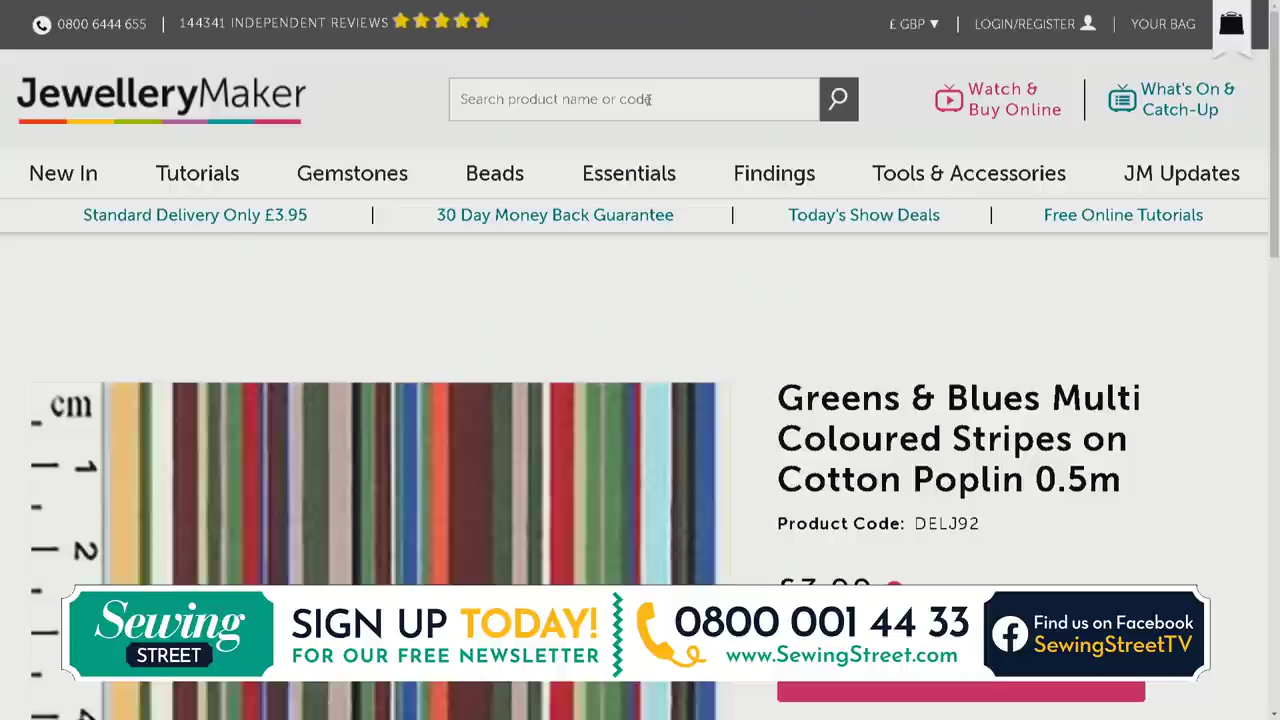 0800 6444 655
144341 INDEPENDENT REVIEWS
£ GBP ▼
LOGIN/REGISTER
YOUR BAG
JewelleryMaker
Search product name or code
Watch &
Buy Online
What's On &
Catch-Up
New In
Tutorials
Gemstones
Beads
Essentials
Findings
Tools & Accessories
JM Updates
Standard Delivery Only £3.95
30 Day Money Back Guarantee
Today's Show Deals
Free Online Tutorials
cm
1
2
Greens & Blues Multi
Coloured Stripes on
Cotton Poplin 0.5m
Product Code: DELJ92
Sewing
STREET
SIGN UP TODAY!
FOR OUR FREE NEWSLETTER
0800 001 44 33
www.SewingStreet.com
Find us on Facebook
SewingStreetTV